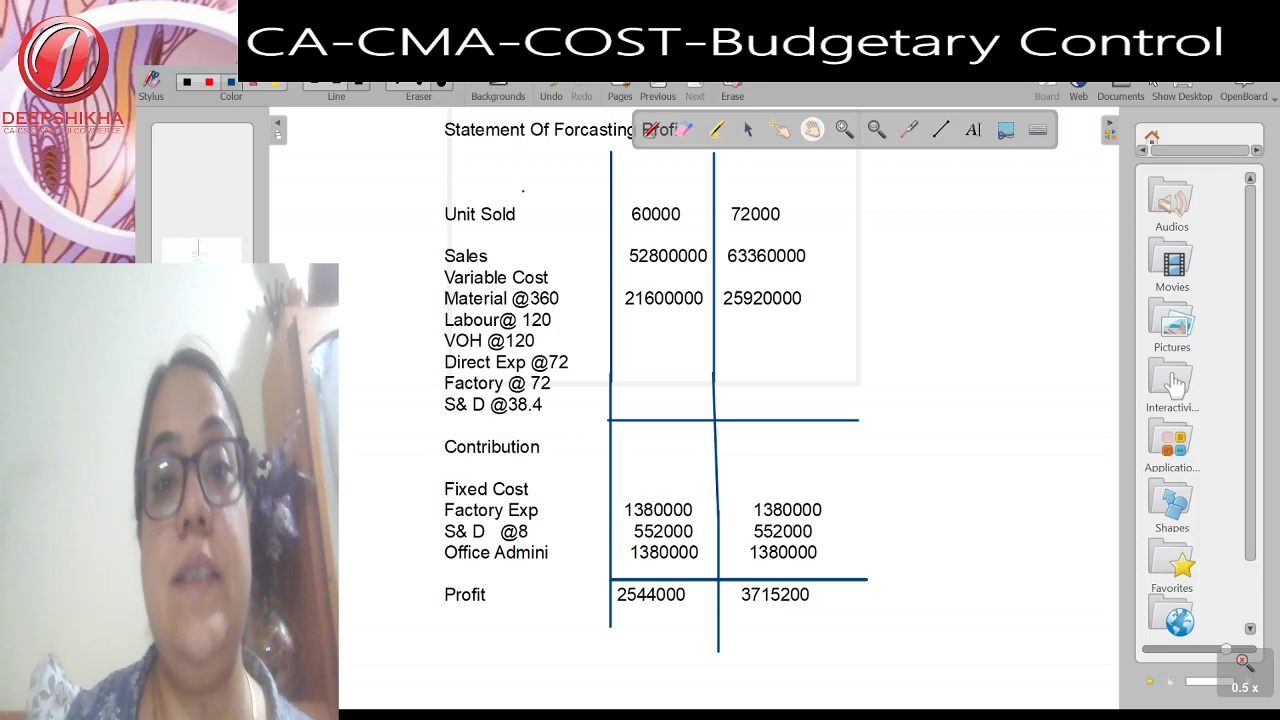 CA-CMA-COST-Budgetary Control
DEEPSHIKHA
Stylus Color Line Eraser Backgrounds Undo Redo Pages Previous Next Erase Board Web Documents Show Desktop OpenBoard
Statement Of Forcasting Profit
Unit Sold 60000 72000
Sales 52800000 63360000
Variable Cost
Material @360 21600000 25920000
Labour@ 120
VOH @120
Direct Exp @72
Factory @ 72
S& D @38.4
Contribution
Fixed Cost
Factory Exp 1380000 1380000
S& D @8 552000 552000
Office Admini 1380000 1380000
Profit 2544000 3715200
Audios
Movies
Pictures
Interactivi...
Applicatio...
Shapes
Favorites
0.5 x